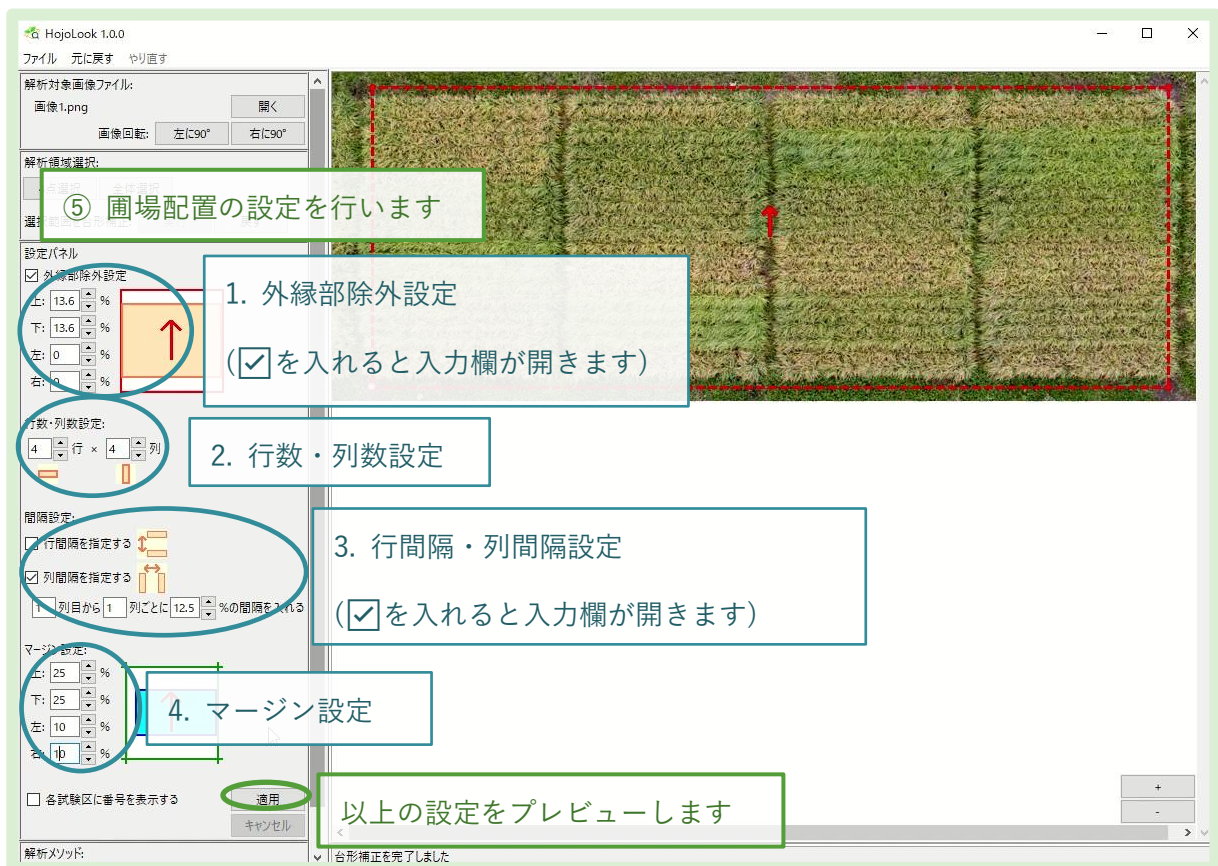 HojoLook 1.0.0
ファイル 元に戻す やり直す
解析対象画像ファイル:
画像1.png 開く
画像回転: 左に90° 右に90°
解析領域選択:
⑤ 圃場配置の設定を行います
設定パネル
外縁部除外設定
上: 13.6 %
下: 13.6 %
左: 0 %
右: 0 %
1. 外縁部除外設定
(☑を入れると入力欄が開きます)
行数・列数設定:
4 行 × 4 列
2. 行数・列数設定
間隔設定:
行間隔を指定する
列間隔を指定する
1 列目から 1 列ごとに 12.5 %の間隔を入れる
3. 行間隔・列間隔設定
(☑を入れると入力欄が開きます)
マージン設定:
上: 25 %
下: 25 %
左: 10 %
右: 10 %
4. マージン設定
各試験区に番号を表示する 適用
キャンセル
以上の設定をプレビューします
+
-
解析メソッド:
台形補正を完了しました